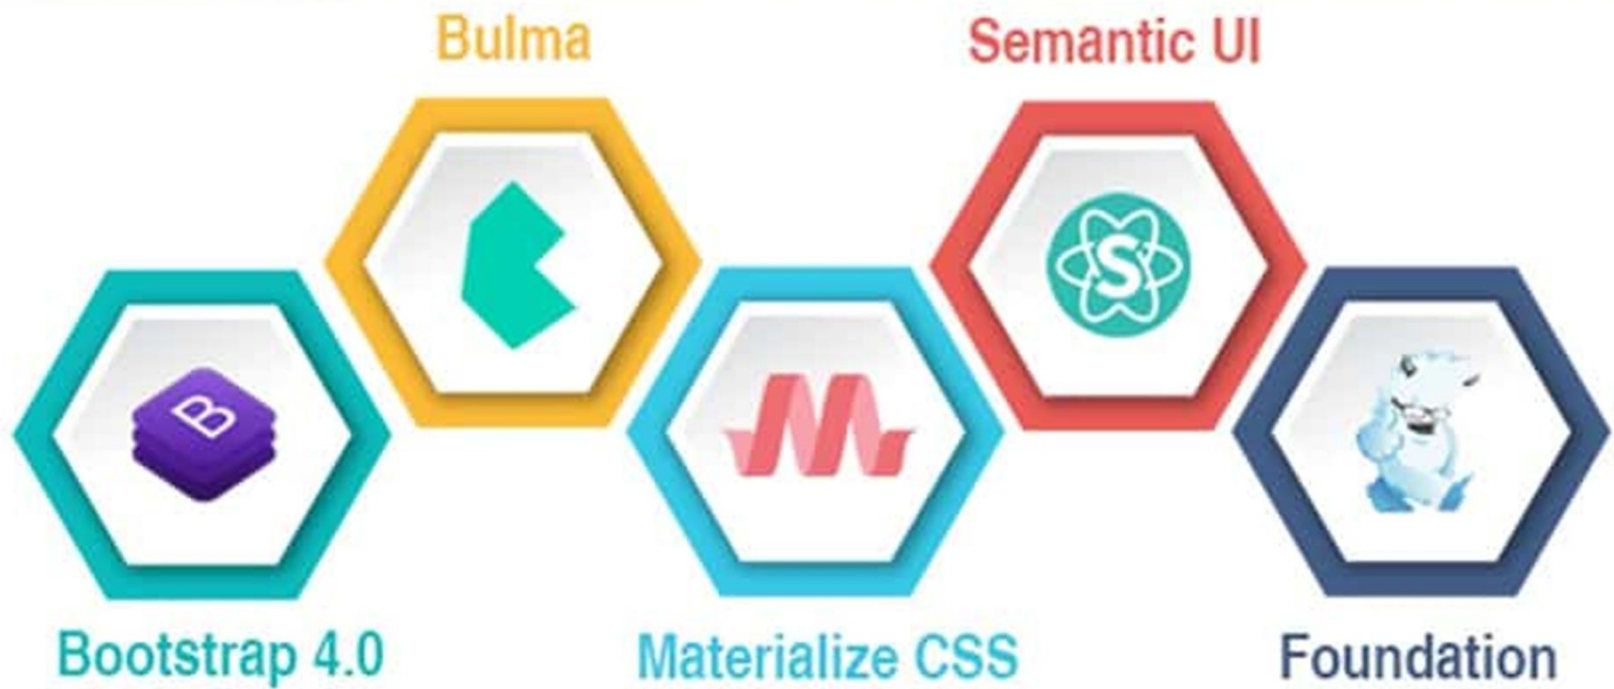 Bulma
Semantic UI
B
S
Bootstrap 4.0
Materialize CSS
Foundation